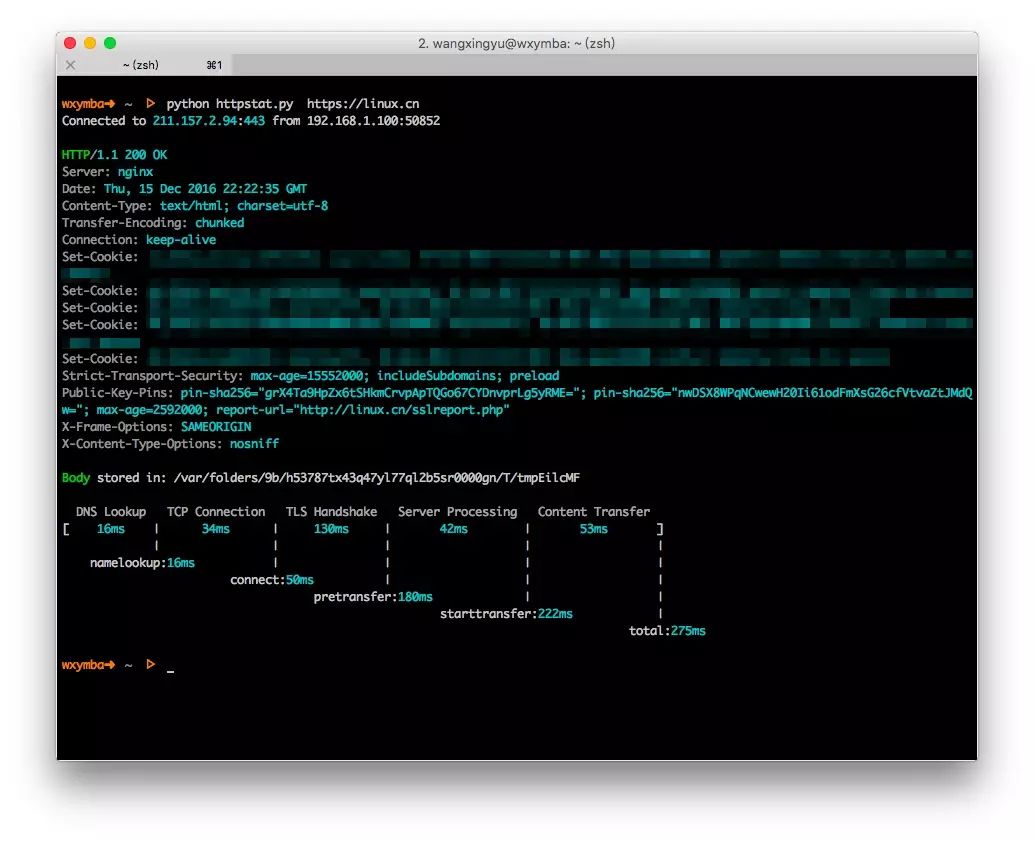 2. wangxingyu@wxymba: ~ (zsh)
~ (zsh) ⌘1
wxymba➜ ~ ▷ python httpstat.py https://linux.cn
Connected to 211.157.2.94:443 from 192.168.1.100:50852
HTTP/1.1 200 OK
Server: nginx
Date: Thu, 15 Dec 2016 22:22:35 GMT
Content-Type: text/html; charset=utf-8
Transfer-Encoding: chunked
Connection: keep-alive
Set-Cookie:
Set-Cookie:
Set-Cookie:
Set-Cookie:
Set-Cookie:
Strict-Transport-Security: max-age=15552000; includeSubdomains; preload
Public-Key-Pins: pin-sha256="grX4Ta9HpZx6tSHkmCrvpApTQGo67CYDnvprLg5yRME="; pin-sha256="nwDSX8WPqNCwewH20Ii61odFmXsG26cfVtvaZtJMdQ
w="; max-age=2592000; report-url="http://linux.cn/sslreport.php"
X-Frame-Options: SAMEORIGIN
X-Content-Type-Options: nosniff
Body stored in: /var/folders/9b/h53787tx43q47yl77ql2b5sr0000gn/T/tmpEilcMF
DNS Lookup TCP Connection TLS Handshake Server Processing Content Transfer
[ 16ms | 34ms | 130ms | 42ms | 53ms ]
| | | | |
namelookup:16ms | | | |
connect:50ms | | |
pretransfer:180ms | |
starttransfer:222ms |
total:275ms
wxymba➜ ~ ▷ _